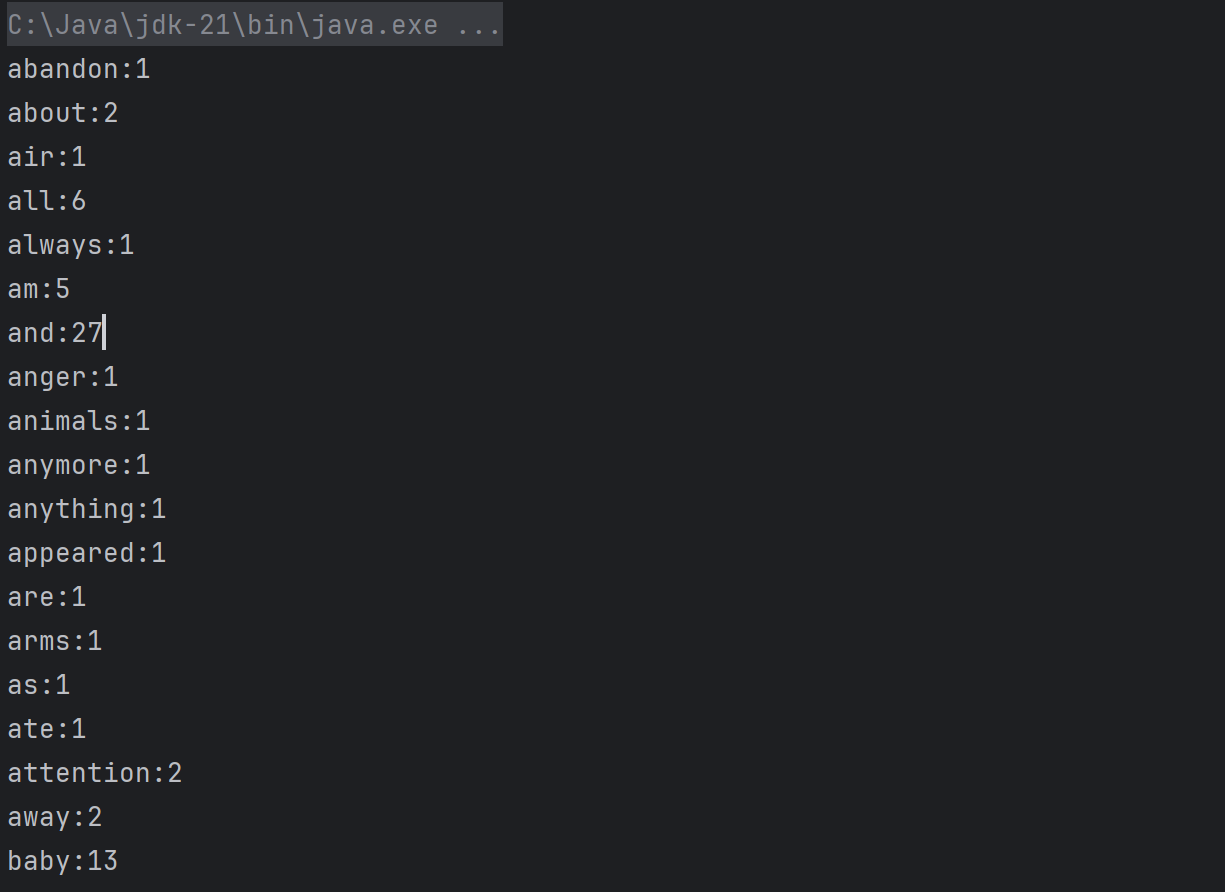 C:\Java\jdk-21\bin\java.exe ...
abandon:1
about:2
air:1
all:6
always:1
am:5
and:27
anger:1
animals:1
anymore:1
anything:1
appeared:1
are:1
arms:1
as:1
ate:1
attention:2
away:2
baby:13